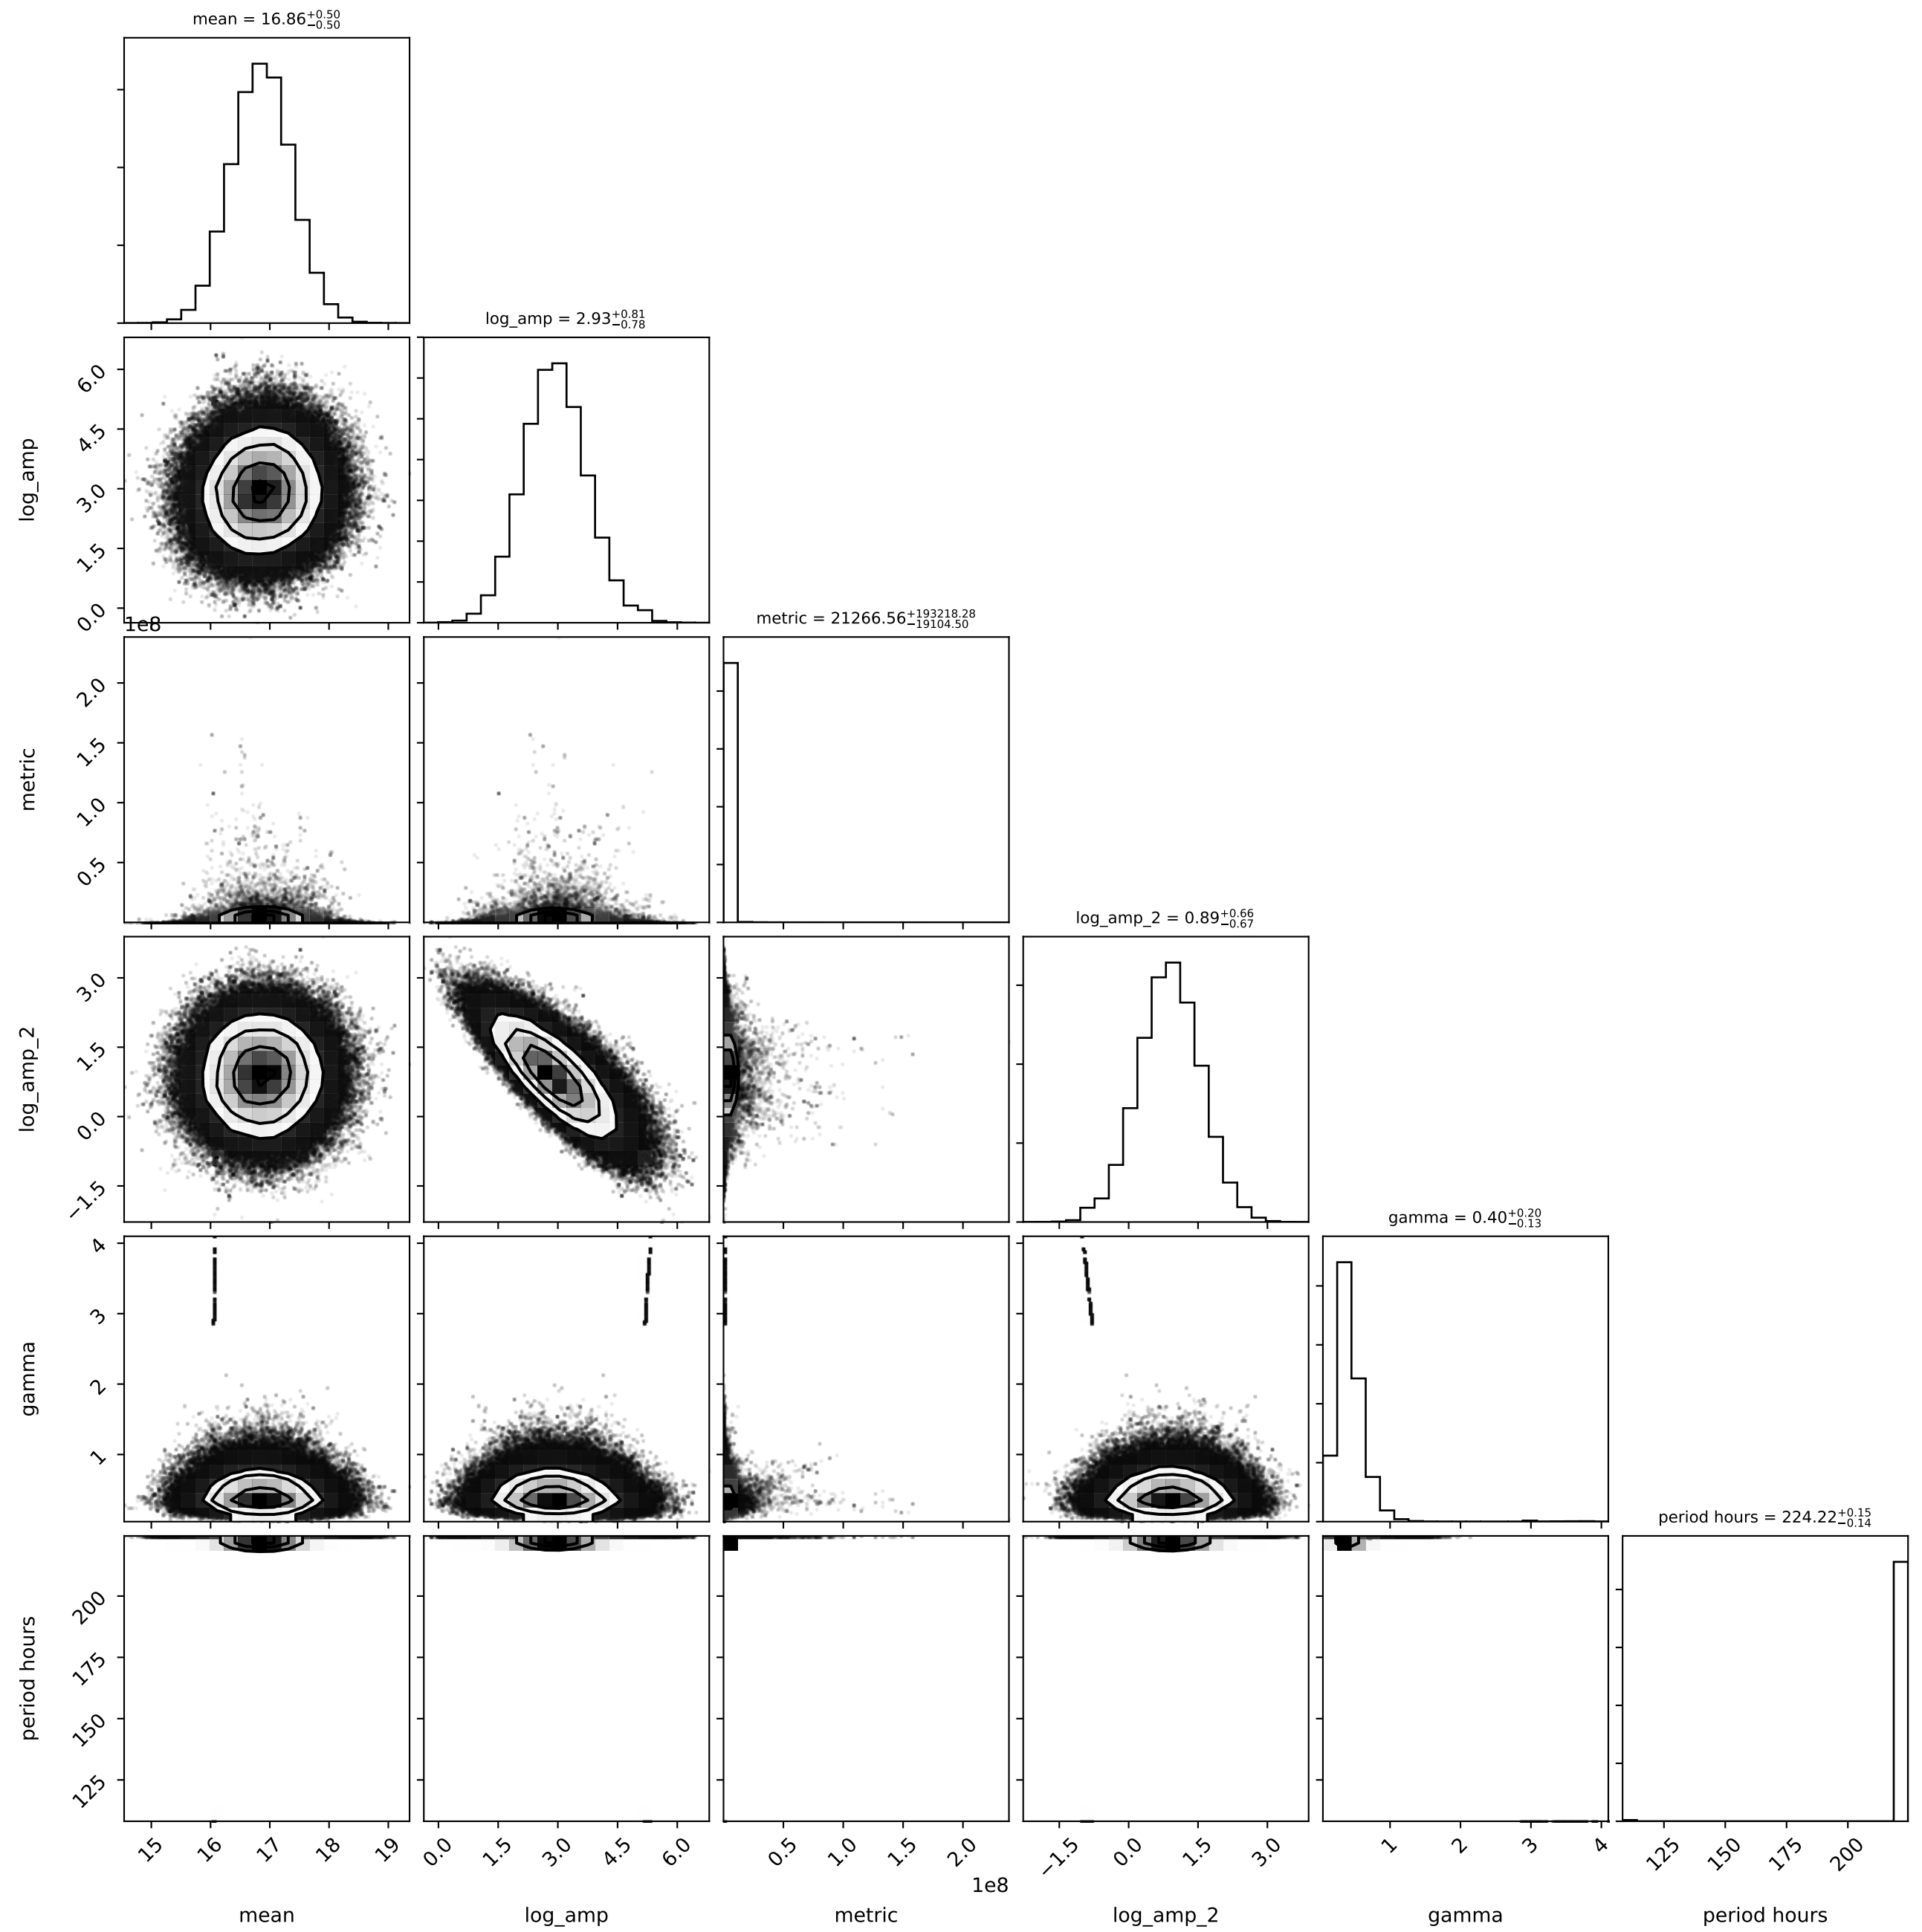 mean = 16.86+0.50−0.50
log_amp = 2.93+0.81−0.78
log_amp
6.0
4.5
3.0
1.5
0.0
1e8
metric = 21266.56+193218.28−19104.50
metric
2.0
1.5
1.0
0.5
log_amp_2 = 0.89+0.66−0.67
log_amp_2
3.0
1.5
0.0
−1.5
gamma = 0.40+0.20−0.13
gamma
4
3
2
1
period hours = 224.22+0.15−0.14
period hours
200
175
150
125
15 16 17 18 19 0.0 1.5 3.0 4.5 6.0 0.5 1.0 1.5 2.0 −1.5 0.0 1.5 3.0 1 2 3 4 125 150 175 200
1e8
mean log_amp metric log_amp_2 gamma period hours